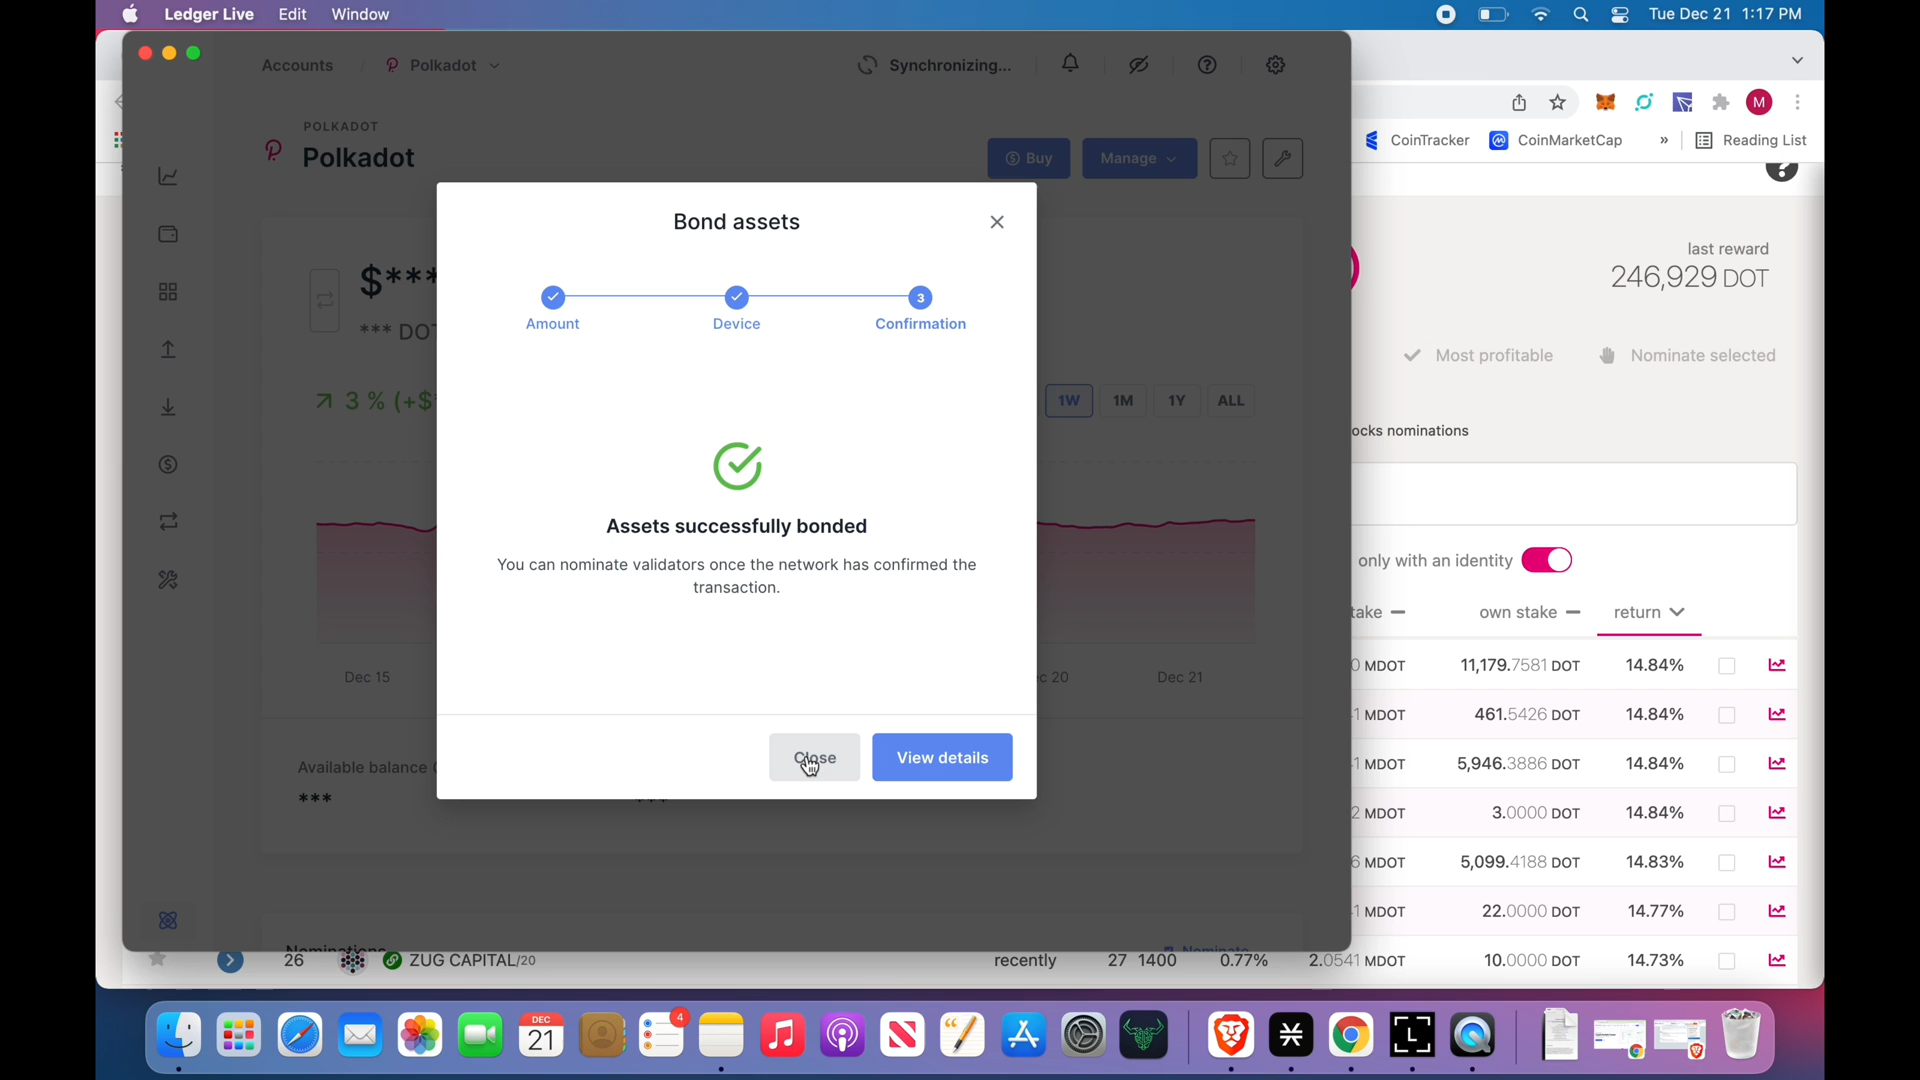 Ledger Live Edit Window
Tue Dec 21 1:17 PM
Accounts / Polkadot
Synchronizing...
POLKADOT
Polkadot
Buy
Manage
CoinTracker CoinMarketCap » Reading List
M
?
Bond assets
Amount
Device
3
Confirmation
$***
*** DOT
3 % (+$*
1W 1M 1Y ALL
Assets successfully bonded
You can nominate validators once the network has confirmed the
transaction.
Dec 15
Dec 21
Available balance
***
***
Close
View details
Nominations
Nominate
last reward
246,929 DOT
Most profitable
Nominate selected
nominations
only with an identity
own stake
return
MDOT 11,179.7581 DOT 14.84%
MDOT 461.5426 DOT 14.84%
MDOT 5,946.3886 DOT 14.84%
MDOT 3.0000 DOT 14.84%
MDOT 5,099.4188 DOT 14.83%
MDOT 22.0000 DOT 14.77%
26 ZUG CAPITAL/20 recently 27 1400 0.77% 2.0541 MDOT 10.0000 DOT 14.73%
4
DEC
21